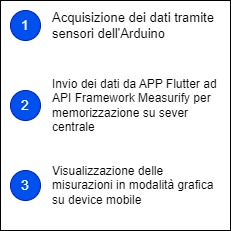 1
Acquisizione dei dati tramite
sensori dell'Arduino
2
Invio dei dati da APP Flutter ad
API Framework Measurify per
memorizzazione su sever
centrale
3
Visualizzazione delle
misurazioni in modalità grafica
su device mobile